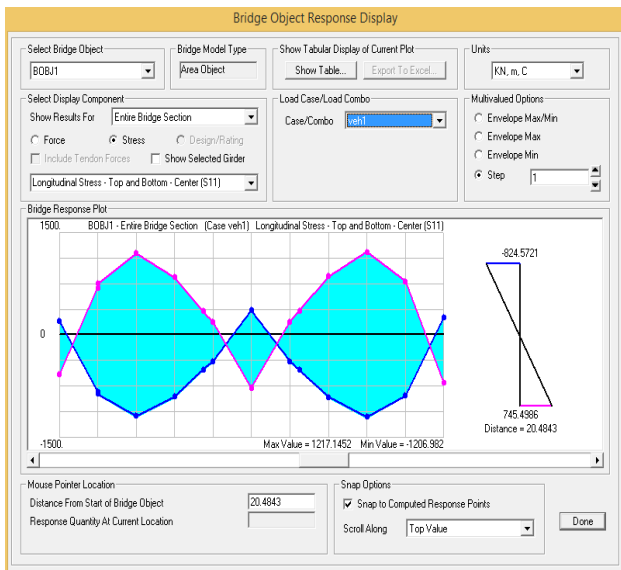 Bridge Object Response Display
Select Bridge Object
BOBJ1
Bridge Model Type
Area Object
Show Tabular Display of Current Plot
Show Table...
Export To Excel...
Units
KN, m, C
Select Display Component
Show Results For
Entire Bridge Section
Force
Stress
Design/Rating
Include Tendon Forces
Show Selected Girder
Longitudinal Stress - Top and Bottom - Center (S11)
Load Case/Load Combo
Case/Combo
veh1
Multivalued Options
Envelope Max/Min
Envelope Max
Envelope Min
Step
1
Bridge Response Plot
1500.
BOBJ1 - Entire Bridge Section (Case veh1) Longitudinal Stress - Top and Bottom - Center (S11)
0
-1500.
Max Value = 1217.1452 Min Value = -1206.982
-824.5721
745.4986
Distance = 20.4843
Mouse Pointer Location
Distance From Start of Bridge Object
20.4843
Response Quantity At Current Location
Snap Options
Snap to Computed Response Points
Scroll Along
Top Value
Done